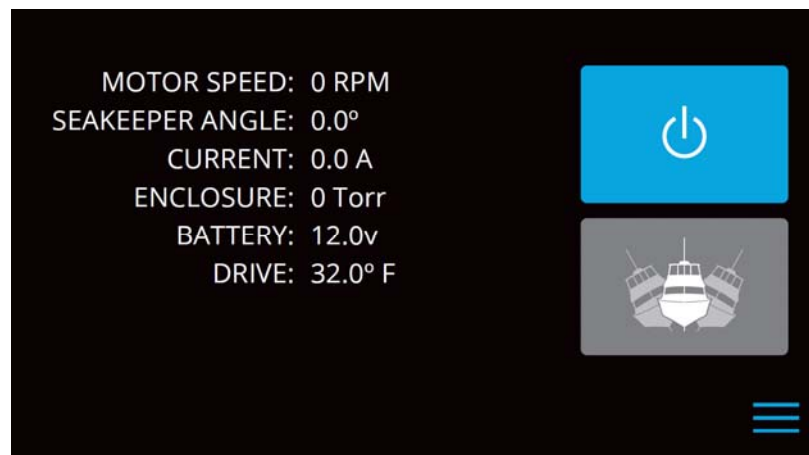 MOTOR SPEED: 0 RPM
SEAKEEPER ANGLE: 0.0º
CURRENT: 0.0 A
ENCLOSURE: 0 Torr
BATTERY: 12.0v
DRIVE: 32.0º F